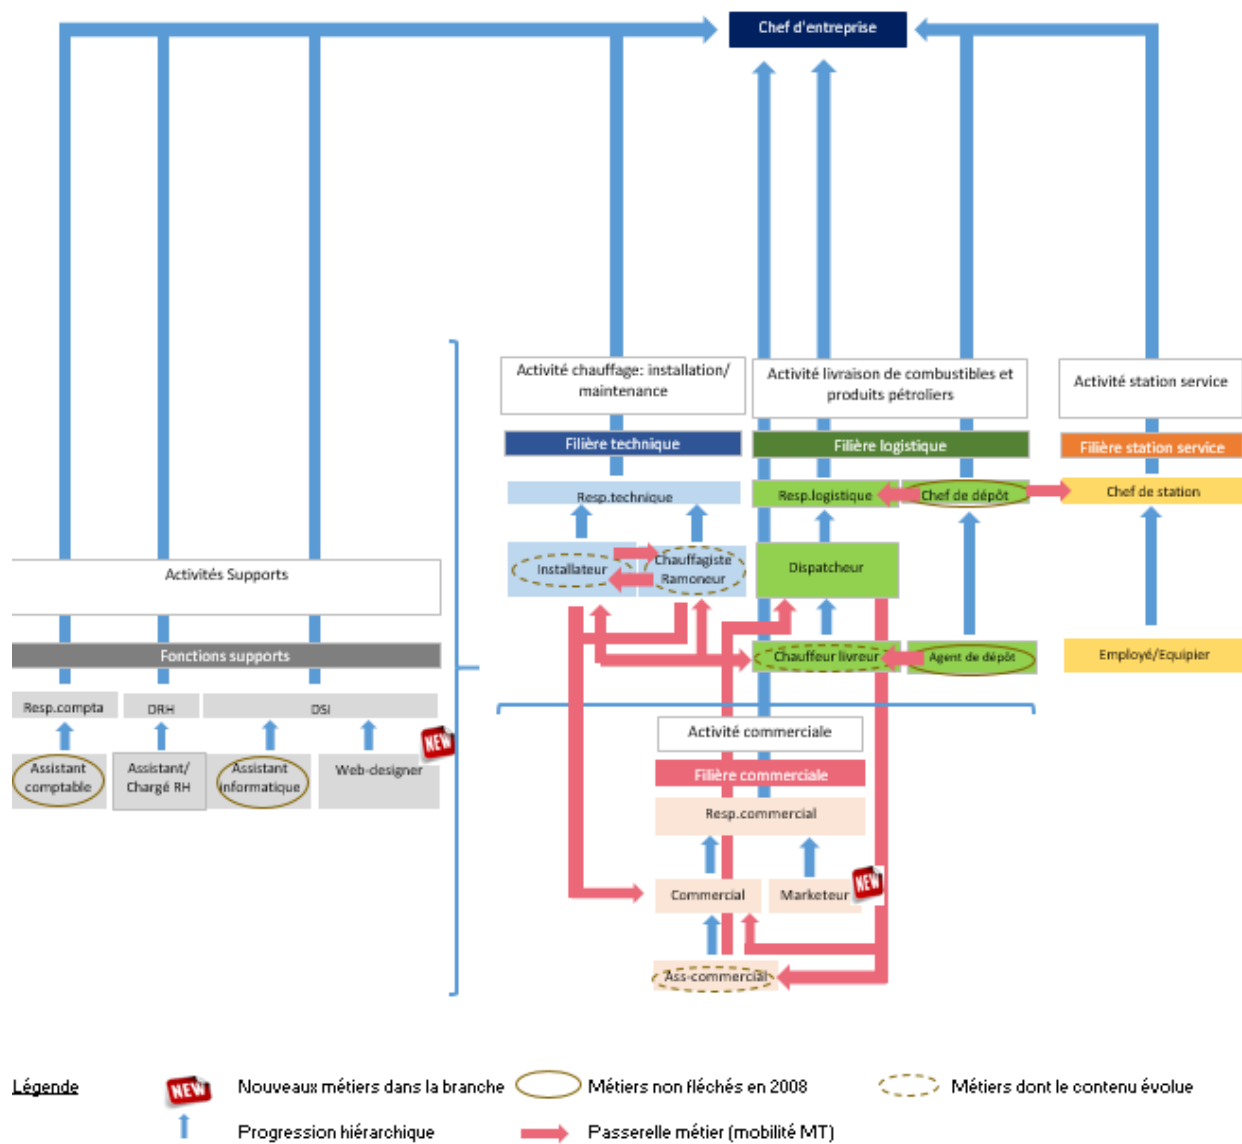 Chef d'entreprise
Activité chauffage: installation/
maintenance
Activité livraison de combustibles et
produits pétroliers
Activité station service
Filière technique
Filière logistique
Filière station service
Resp.technique
Resp.logistique
Chef de dépôt
Chef de station
Installateur
Chauffagiste
Ramoneur
Dispatcheur
Activités Supports
Fonctions supports
Chauffeur livreur
Agent de dépôt
Employé/Equipier
Resp.compta
DRH
DSI
NEW
Assistant
comptable
Assistant/
Chargé RH
Assistant
informatique
Web-designer
Activité commerciale
Filière commerciale
Resp.commercial
Commercial
Marketeur
NEW
Ass-commercial
Légende
NEW
Nouveaux métiers dans la branche
Métiers non fléchés en 2008
Métiers dont le contenu évolue
Progression hiérarchique
Passerelle métier (mobilité MT)